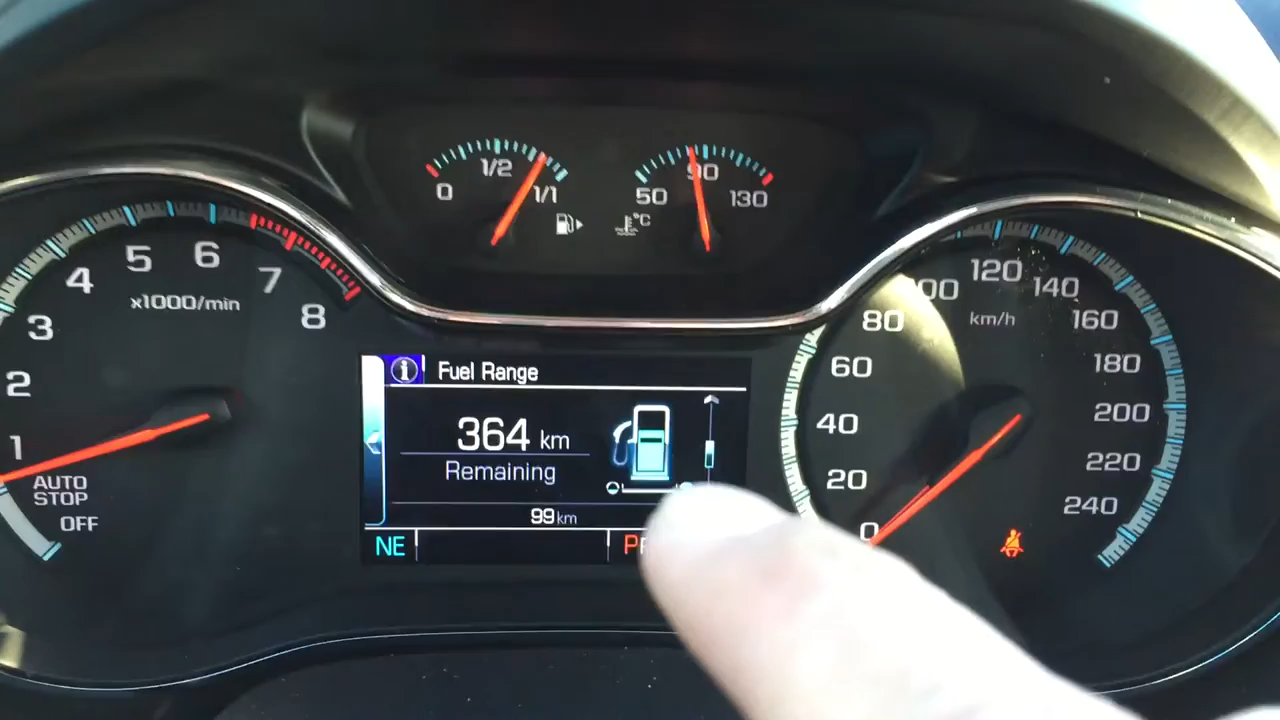 0 1/2 1/1
50 90 130
°C
1 2 3 4 5 6 7 8
x1000/min
AUTO
STOP
OFF
Fuel Range
364 km
Remaining
99km
NE
P
0 20 40 60 80 100 120 140 160 180 200 220 240
km/h